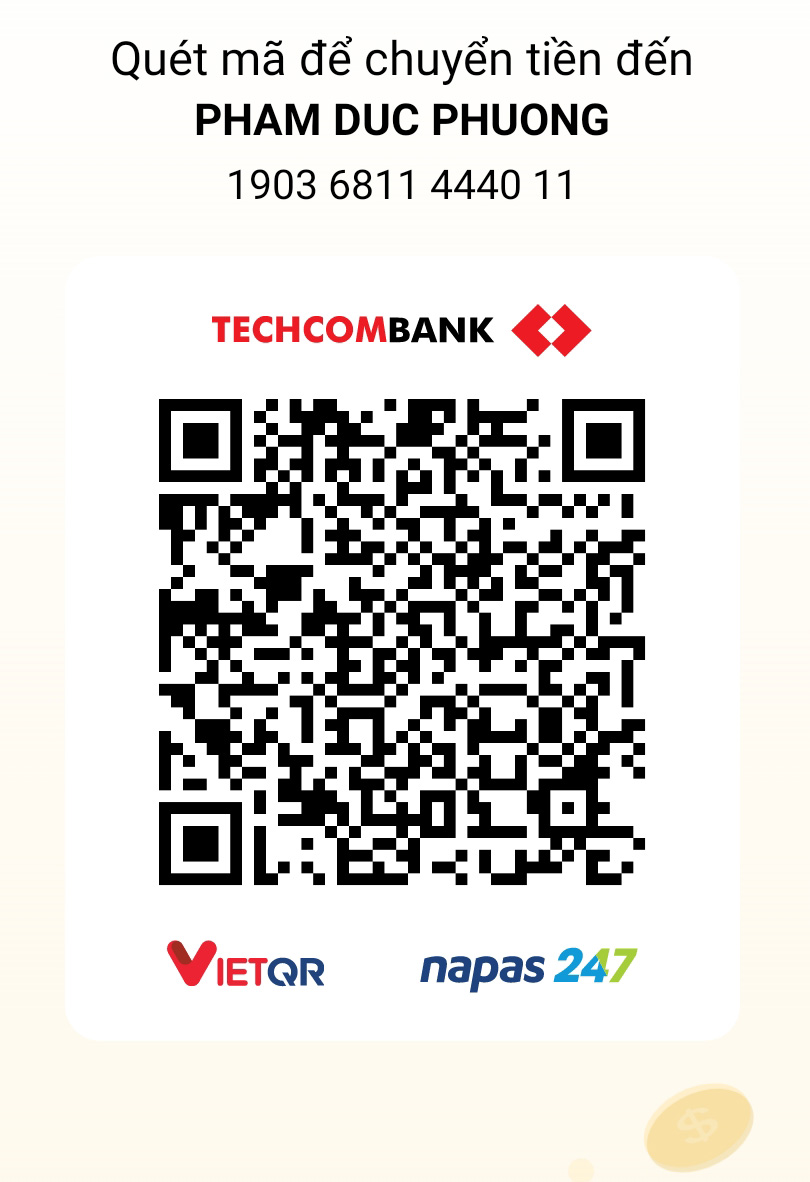 Quét mã để chuyển tiền đến
PHAM DUC PHUONG
1903 6811 4440 11
TECHCOMBANK
VIETQR
napas 247
$